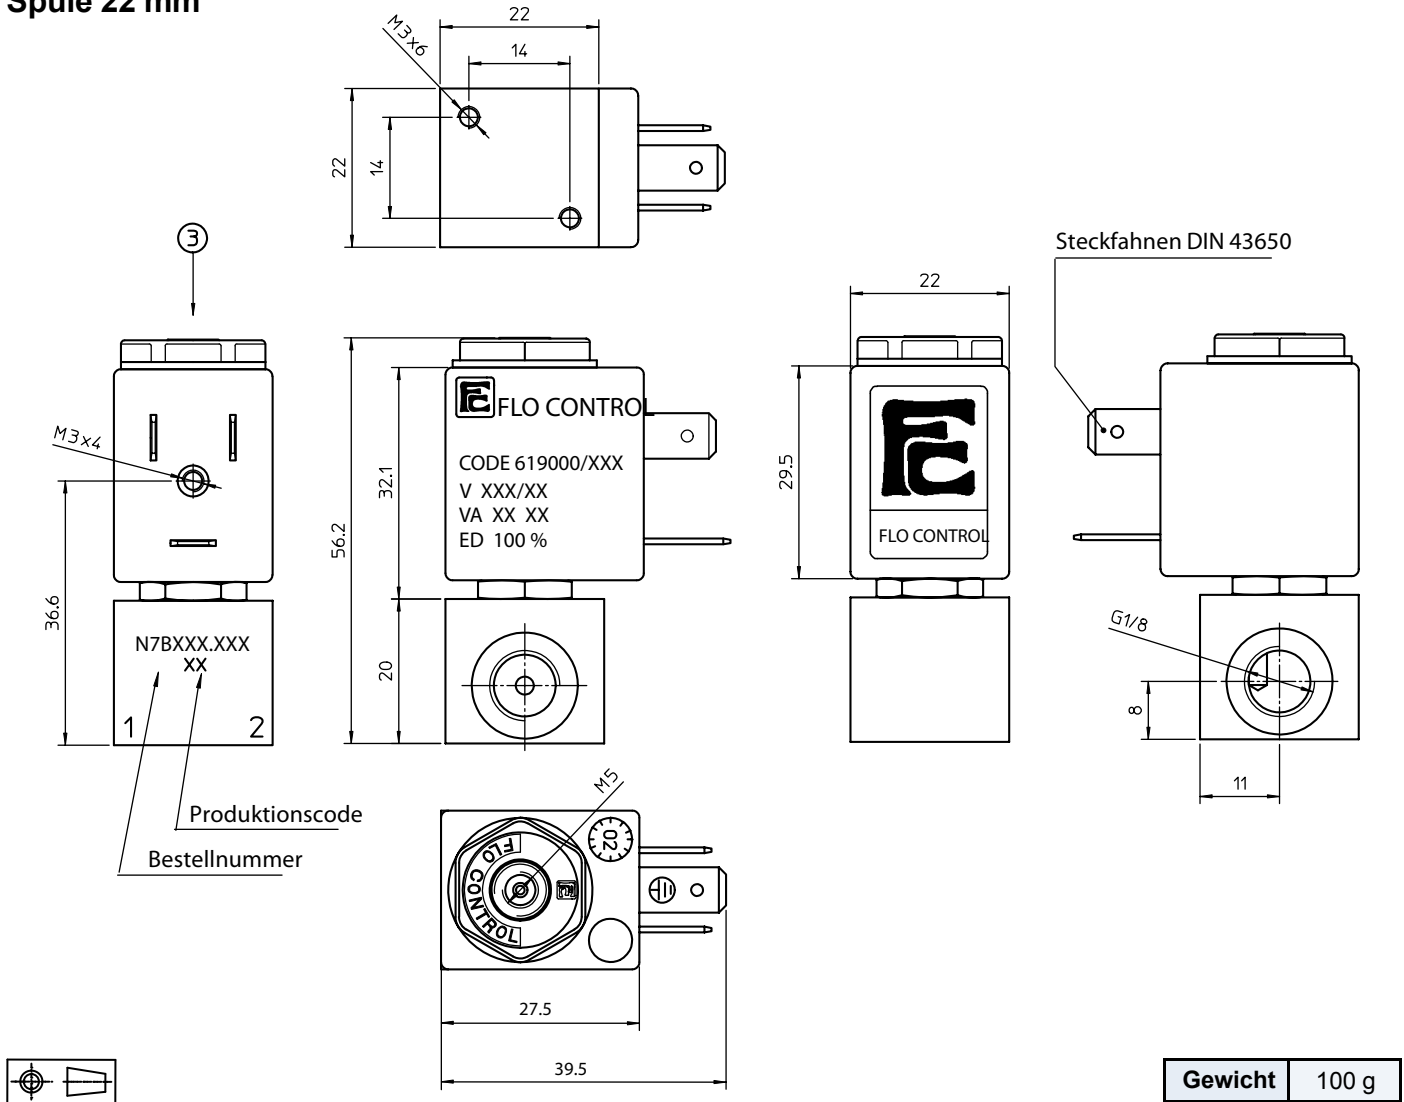 Spule 22 mm
22
M3x6
14
22
14
3
Steckfahnen DIN 43650
22
FC FLO CONTROL
CODE 619000/XXX
V XXX/XX
VA XX XX
ED 100 %
M3x4
32.1
56.2
29.5
FC
FLO CONTROL
36.6
20
N7BXXX.XXX
XX
1 2
G1/8
8
11
Produktionscode
Bestellnummer
M5
FLO CONTROL
FC
02
27.5
39.5
Gewicht 100 g